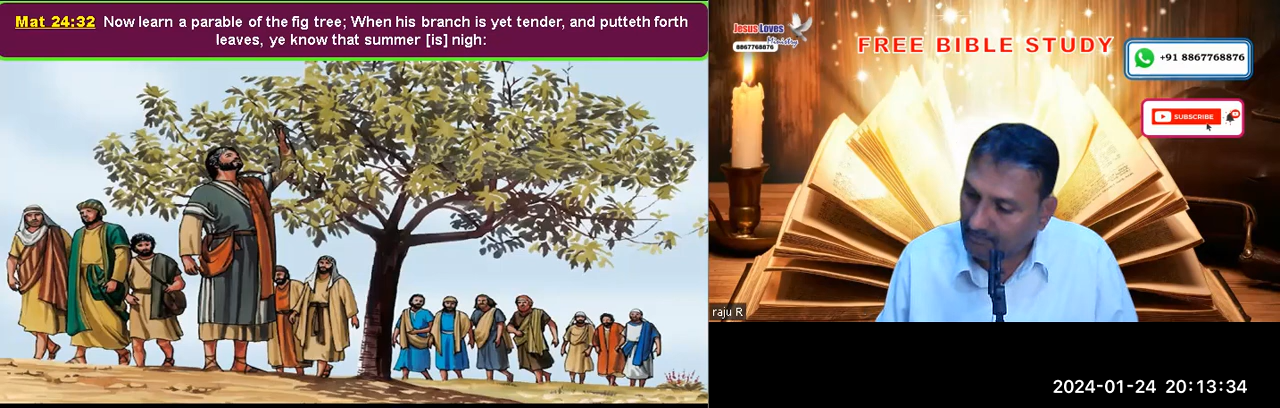 Mat 24:32 Now learn a parable of the fig tree; When his branch is yet tender, and putteth forth
leaves, ye know that summer [is] nigh:
Jesus Loves
Ministry
8867768876
FREE BIBLE STUDY
+91 8867768876
SUBSCRIBE
raju R
2024-01-24 20:13:34